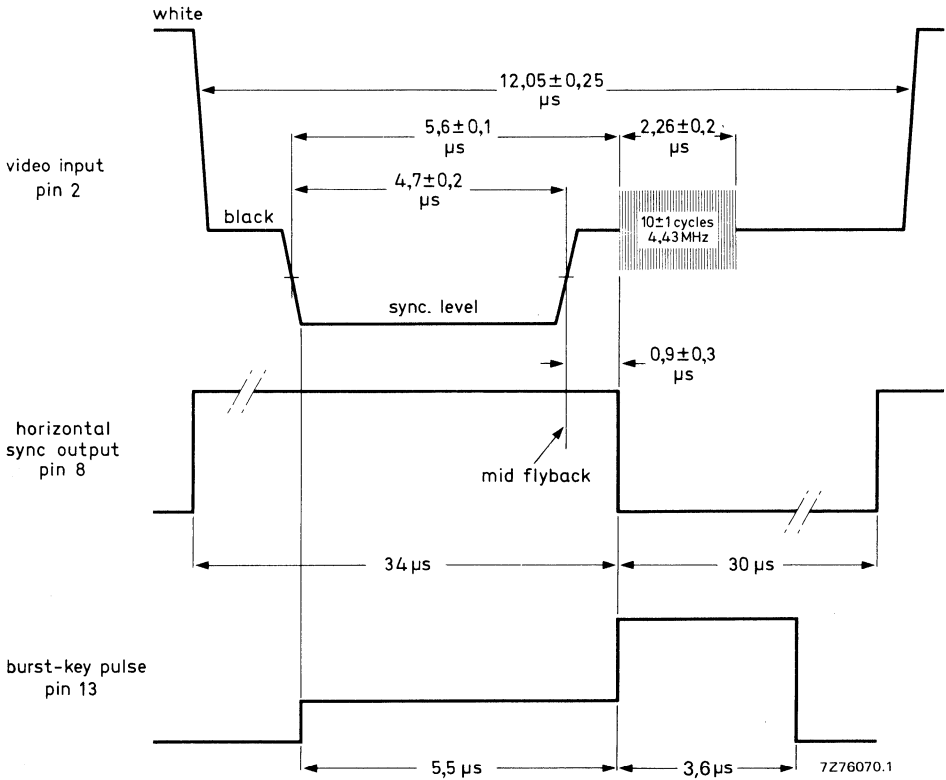 white
12,05±0,25
µs
5,6±0,1
µs
2,26±0,2
µs
video input
pin 2
4,7±0,2
µs
black
10±1 cycles
4,43 MHz
sync. level
0,9±0,3
µs
horizontal
sync output
pin 8
mid flyback
34 µs
30 µs
burst-key pulse
pin 13
5,5 µs
3,6 µs
7Z76070.1